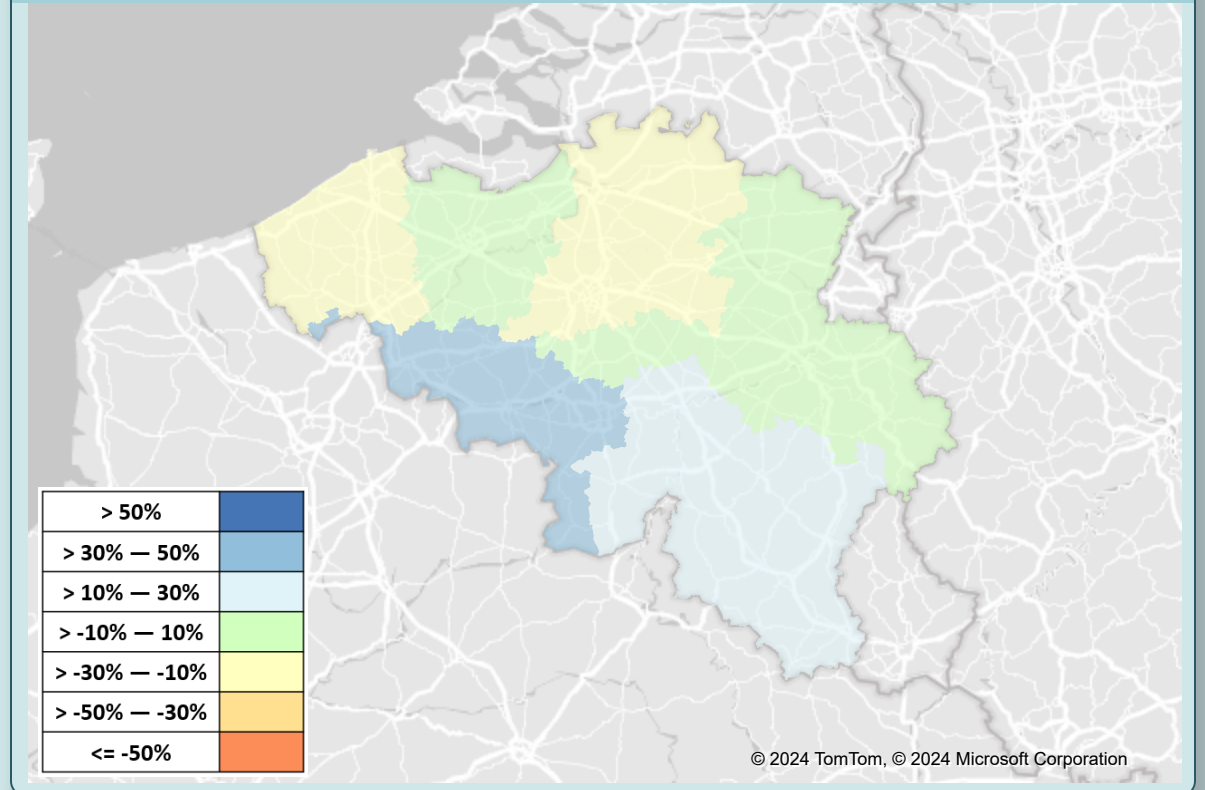 > 50%
> 30% — 50%
> 10% — 30%
> -10% — 10%
> -30% — -10%
> -50% — -30%
<= -50%
© 2024 TomTom, © 2024 Microsoft Corporation